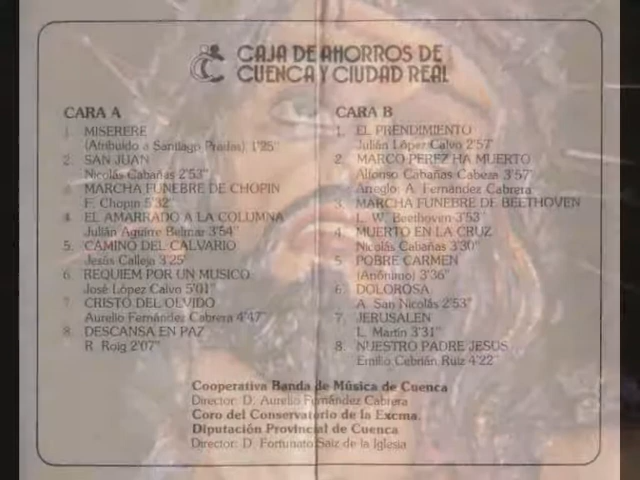 CAJA DE AHORROS DE
CUENCA Y CIUDAD REAL
CARA A
1. MISERERE
(Atribuido a Santiago Pradas) 1'25"
2. SAN JUAN
Nicolás Cabañas 2'53"
3. MARCHA FUNEBRE DE CHOPIN
F. Chopin 5'32"
4. EL AMARRADO A LA COLUMNA
Julián Aguirre Belmar 3'54"
5. CAMINO DEL CALVARIO
Jesús Calleja 3'25"
6. REQUIEM POR UN MUSICO
José López Calvo 5'01"
7. CRISTO DEL OLVIDO
Aurelio Fernández Cabrera 4'47"
8. DESCANSA EN PAZ
R. Roig 2'07"
CARA B
1. EL PRENDIMIENTO
Julián López Calvo 2'57"
2. MARCO PEREZ HA MUERTO
Alfonso Cabañas Cabeza 3'57"
Arreglo: A. Fernández Cabrera
3. MARCHA FUNEBRE DE BEETHOVEN
L. W. Beethoven 3'53"
4. MUERTO EN LA CRUZ
Nicolás Cabañas 3'30"
5. POBRE CARMEN
(Anónimo) 3'36"
6. DOLOROSA
A. San Nicolás 2'53"
7. JERUSALEN
L. Martín 3'31"
8. NUESTRO PADRE JESUS
Emilio Cebrián Ruiz 4'22"
Cooperativa Banda de Música de Cuenca
Director: D. Aurelio Fernández Cabrera
Coro del Conservatorio de la Excma.
Diputación Provincial de Cuenca
Director: D. Fortunato Saiz de la Iglesia